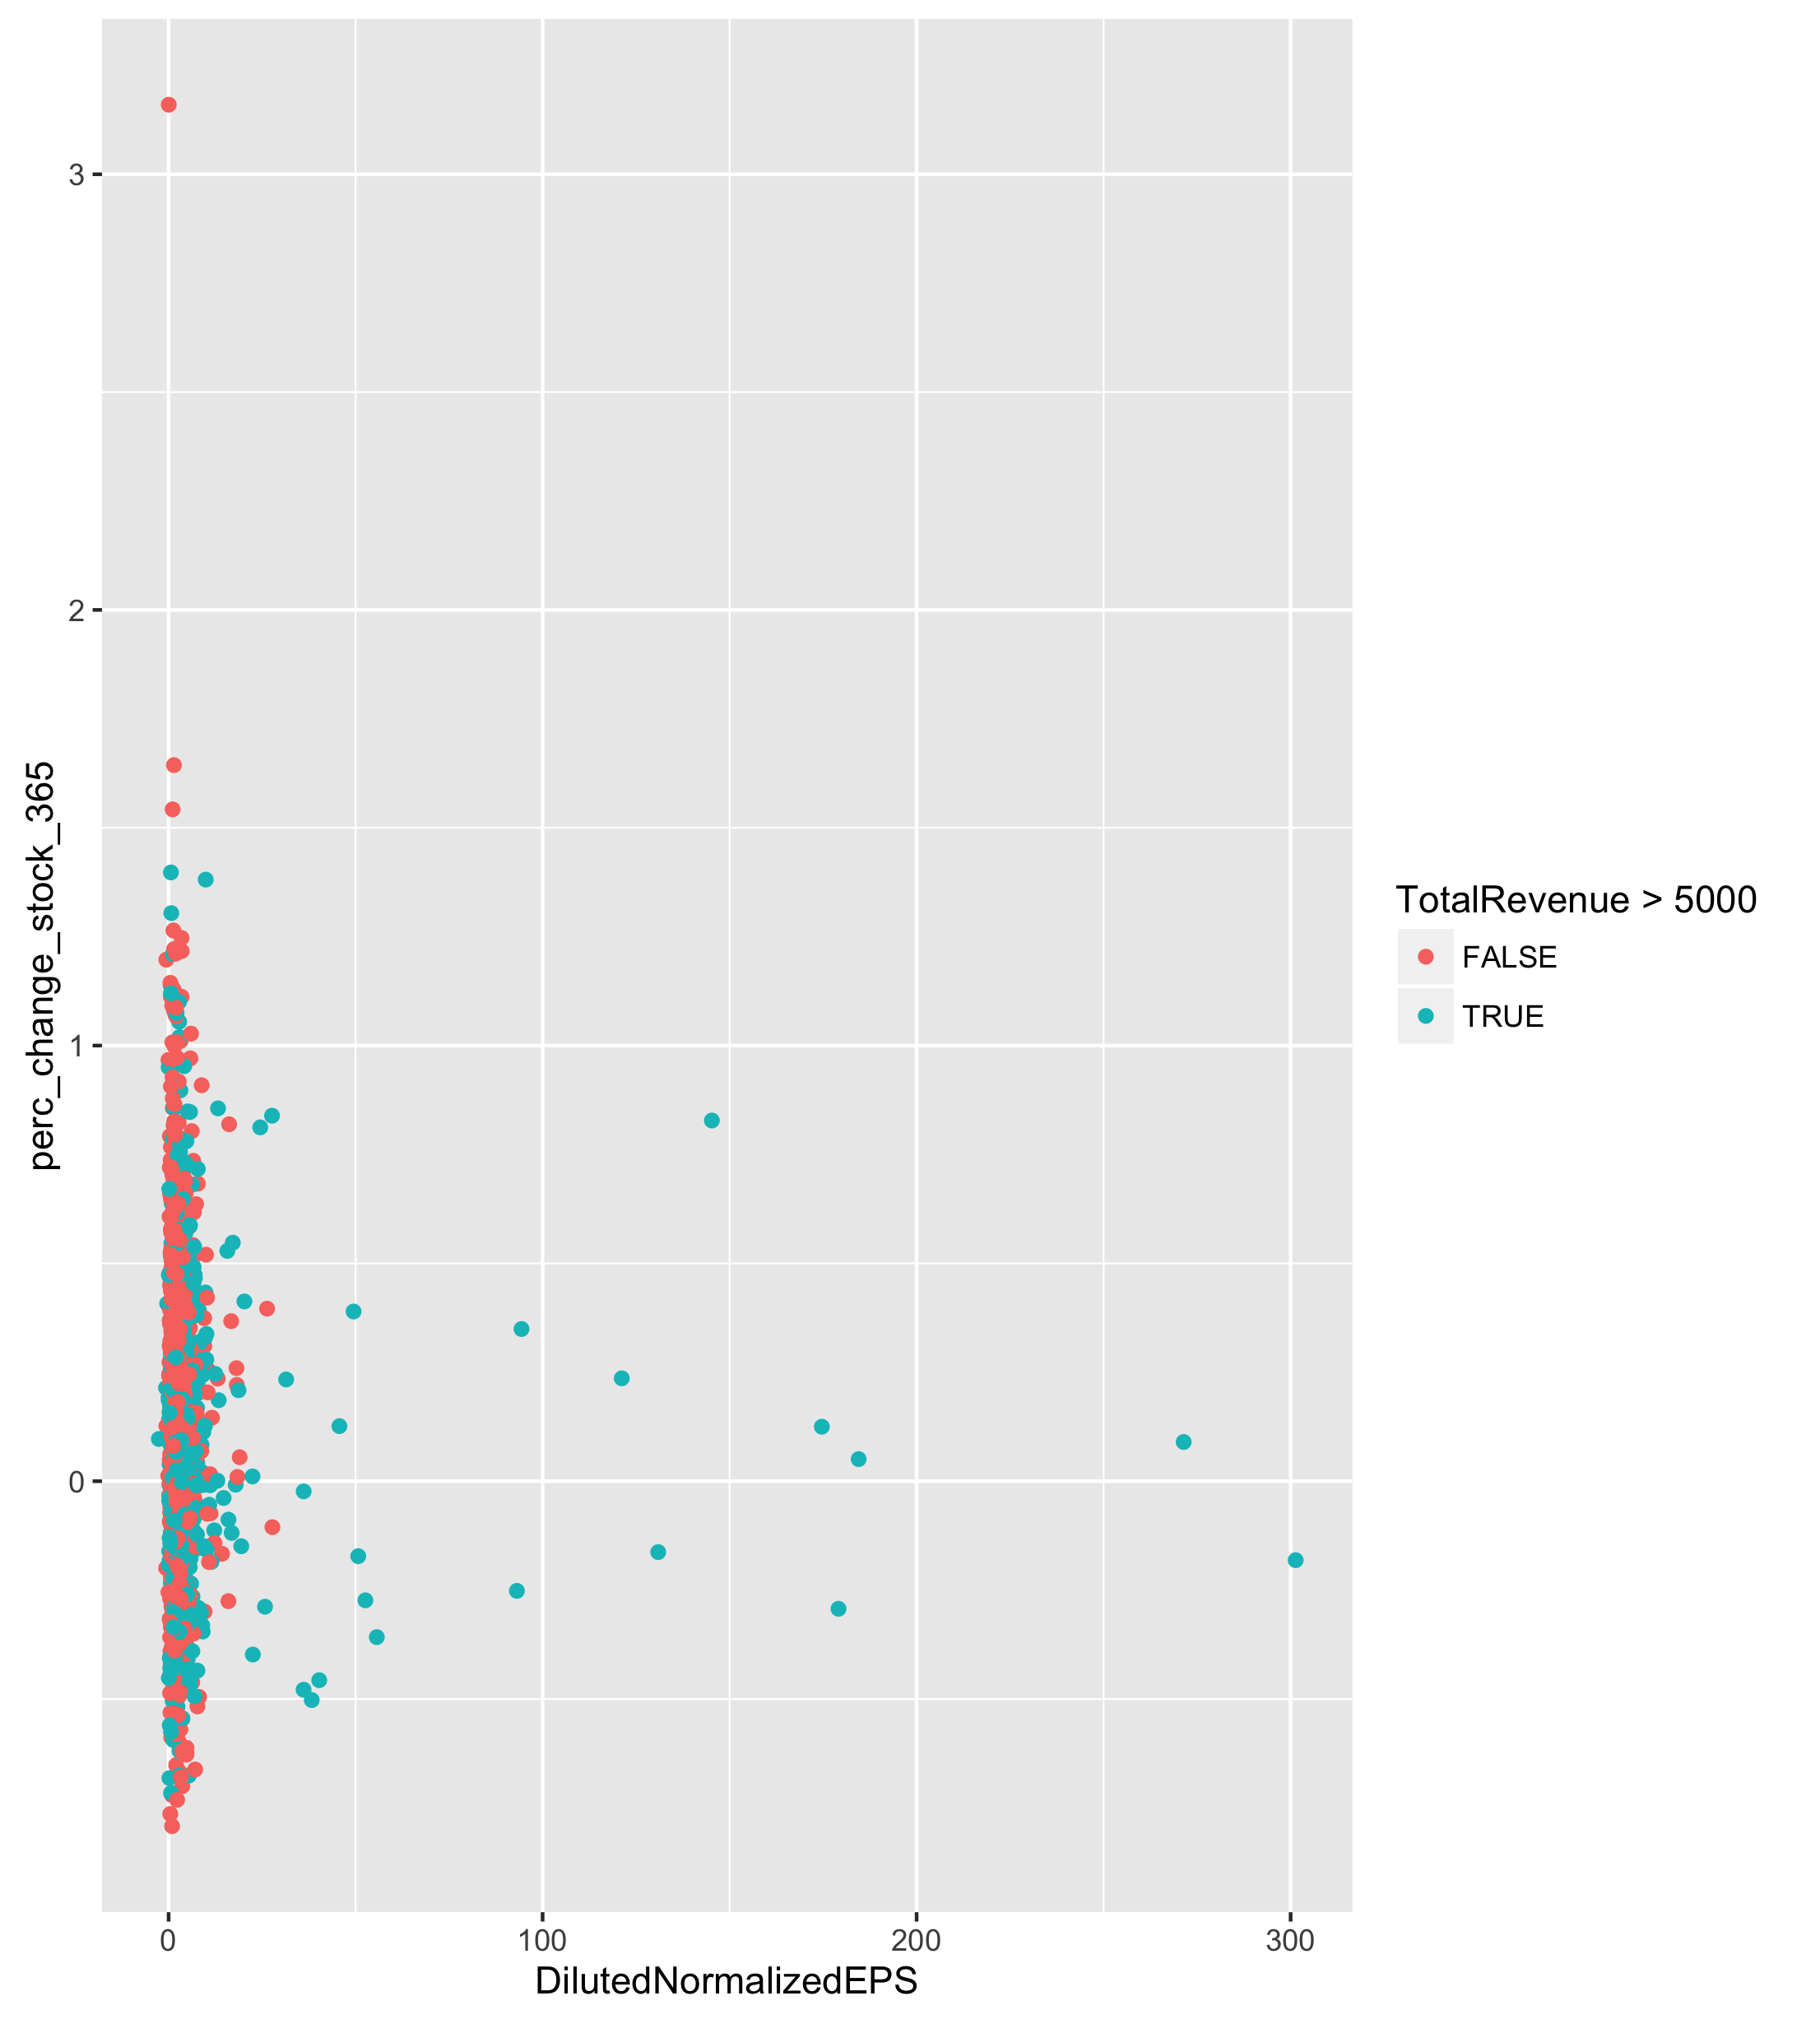 3
2
1
0
perc_change_stock_365
0 100 200 300
DilutedNormalizedEPS
TotalRevenue > 5000
FALSE
TRUE